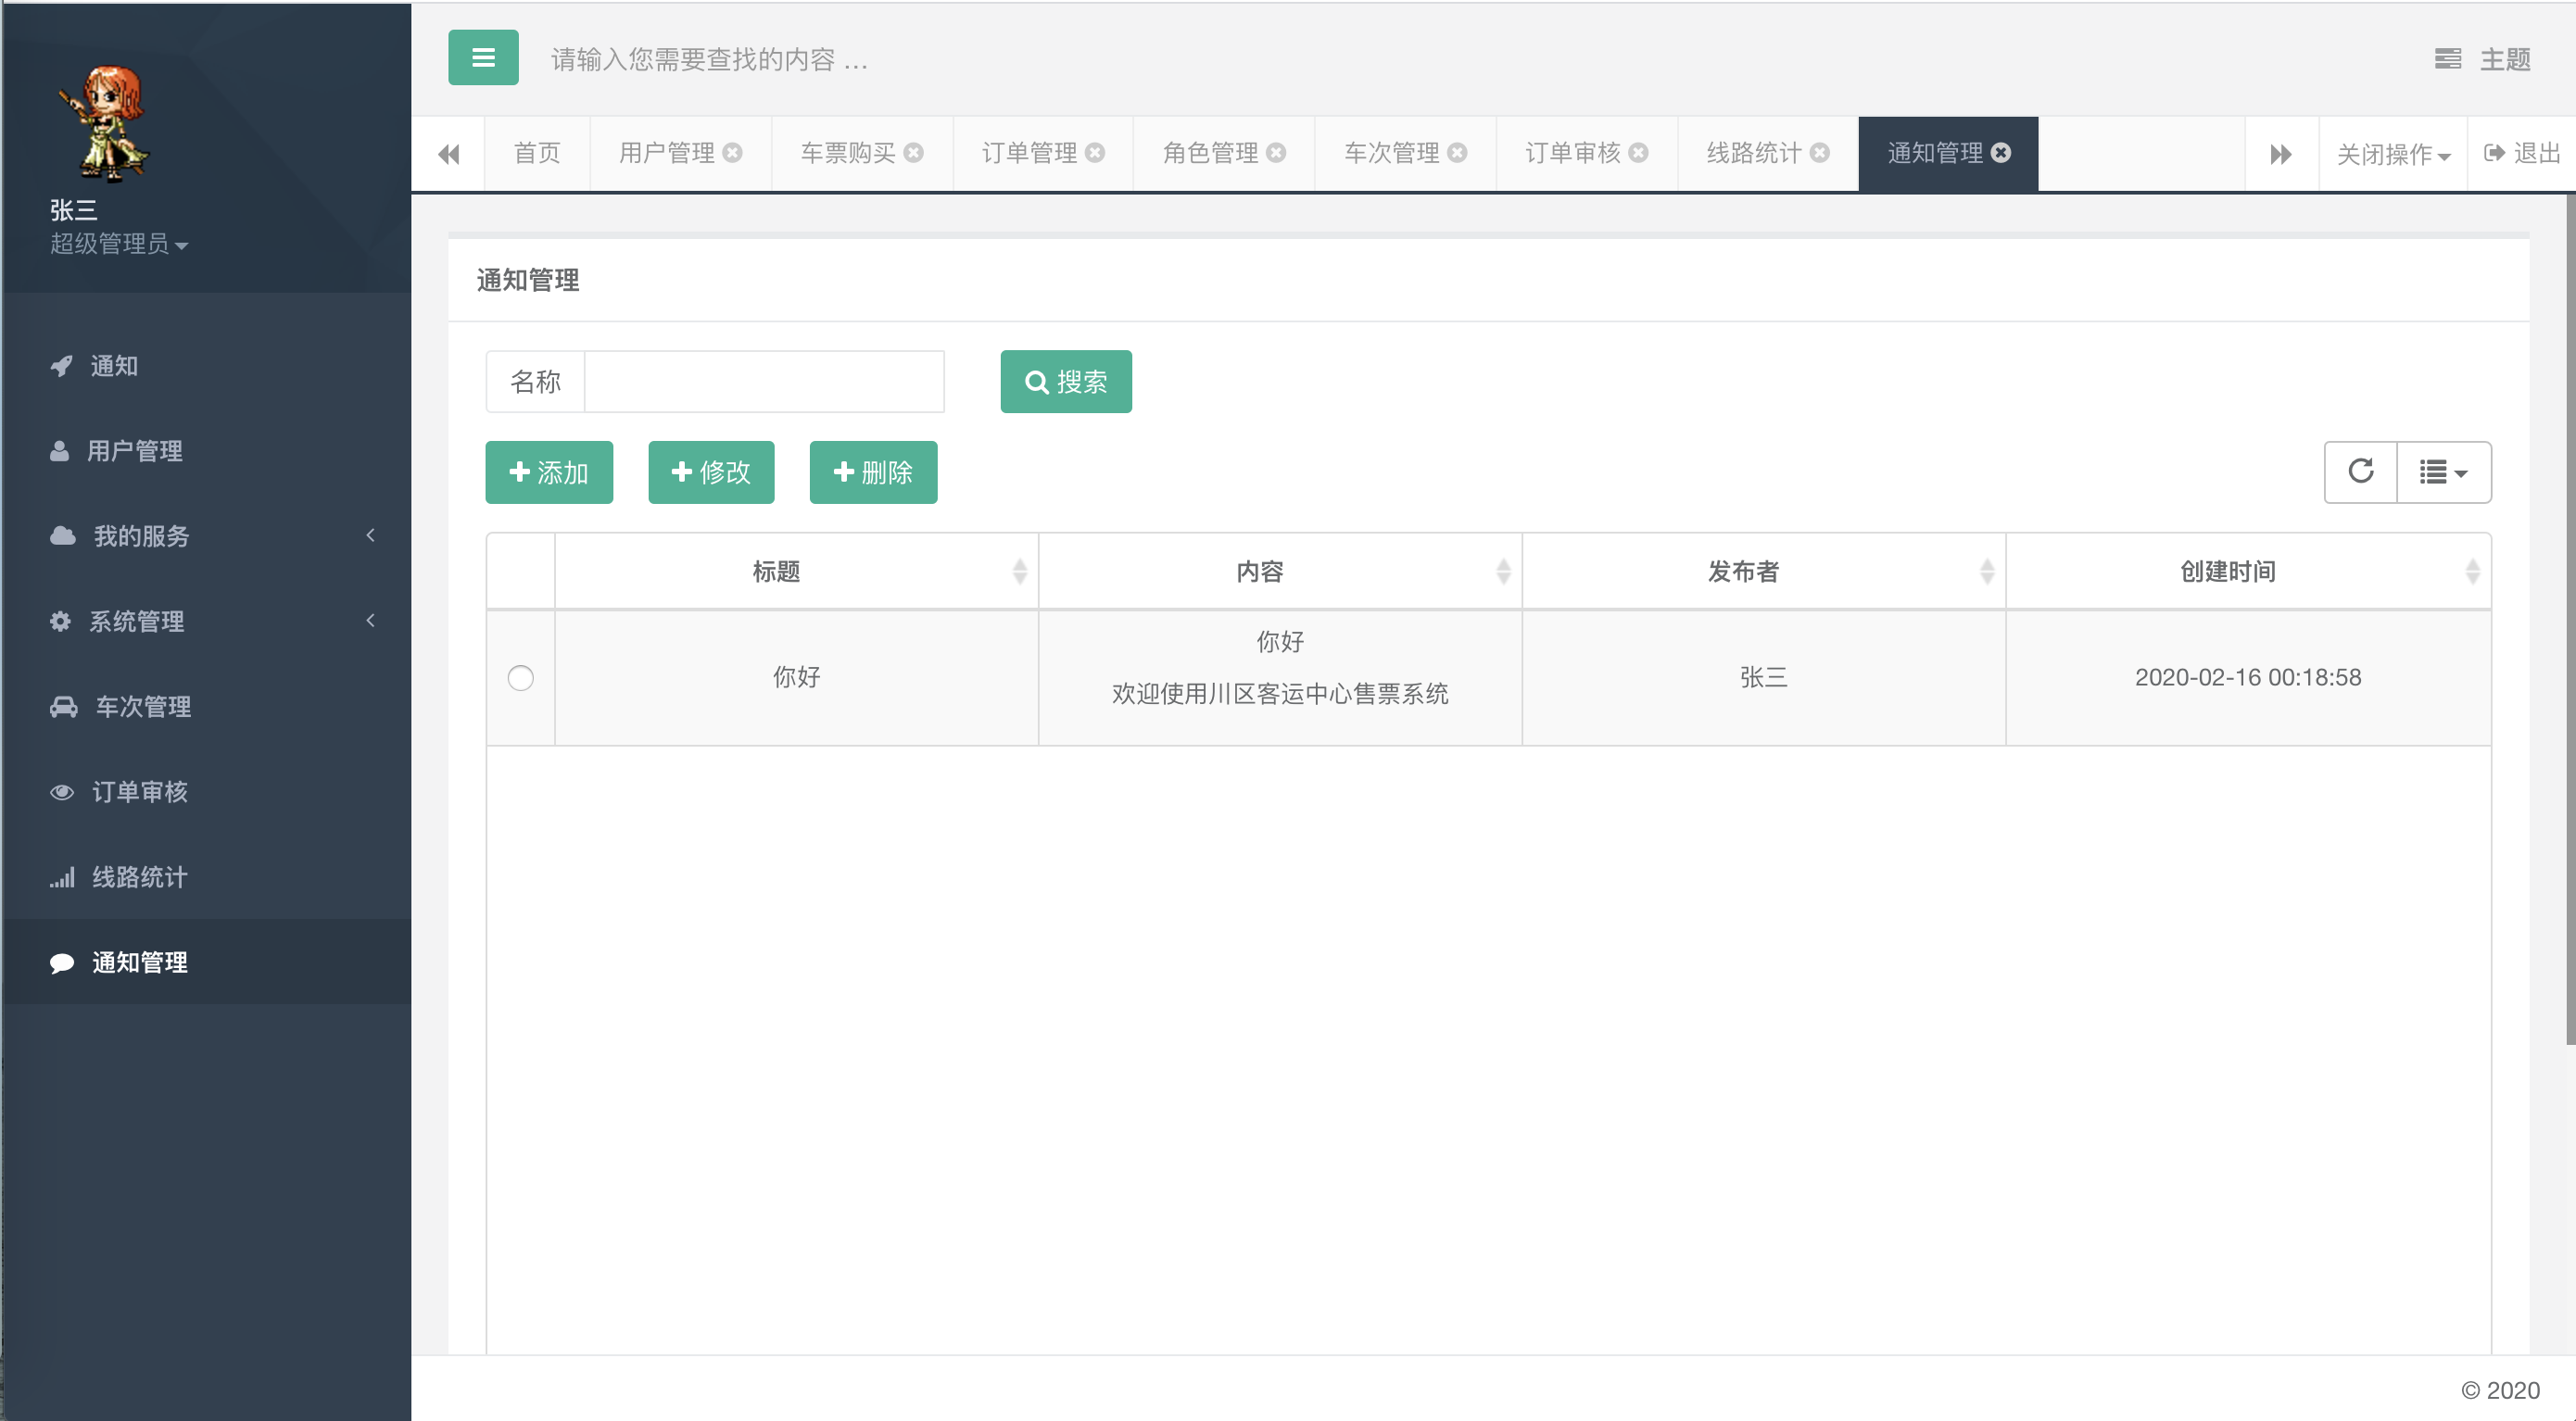 张三
超级管理员
通知
用户管理
我的服务
系统管理
车次管理
订单审核
线路统计
通知管理
请输入您需要查找的内容 …
主题
首页 用户管理 车票购买 订单管理 角色管理 车次管理 订单审核 线路统计 通知管理 关闭操作 退出
通知管理
名称 搜索
添加 修改 删除
标题 内容 发布者 创建时间
你好 你好 张三 2020-02-16 00:18:58
欢迎使用川区客运中心售票系统
© 2020